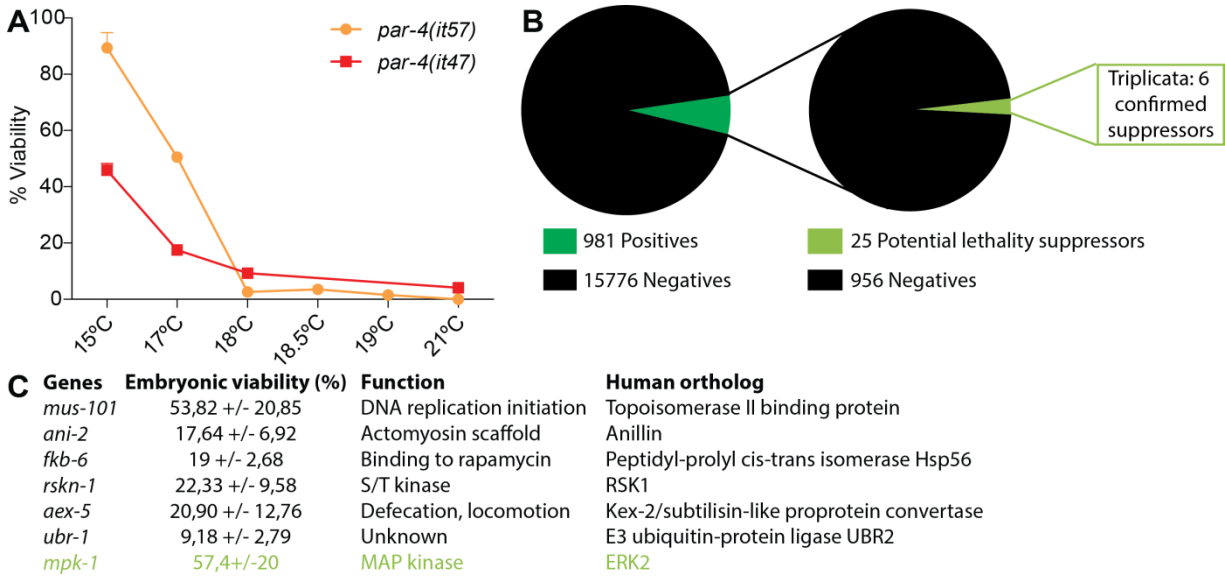 A
100
80
60
40
20
0
% Viability
par-4(it57)
par-4(it47)
15ºC
17ºC
18ºC
18.5ºC
19ºC
21ºC
B
Triplicata: 6
confirmed
suppressors
981 Positives
15776 Negatives
25 Potential lethality suppressors
956 Negatives
C Genes Embryonic viability (%) Function Human ortholog
mus-101 53,82 +/- 20,85 DNA replication initiation Topoisomerase II binding protein
ani-2 17,64 +/- 6,92 Actomyosin scaffold Anillin
fkb-6 19 +/- 2,68 Binding to rapamycin Peptidyl-prolyl cis-trans isomerase Hsp56
rskn-1 22,33 +/- 9,58 S/T kinase RSK1
aex-5 20,90 +/- 12,76 Defecation, locomotion Kex-2/subtilisin-like proprotein convertase
ubr-1 9,18 +/- 2,79 Unknown E3 ubiquitin-protein ligase UBR2
mpk-1 57,4+/-20 MAP kinase ERK2